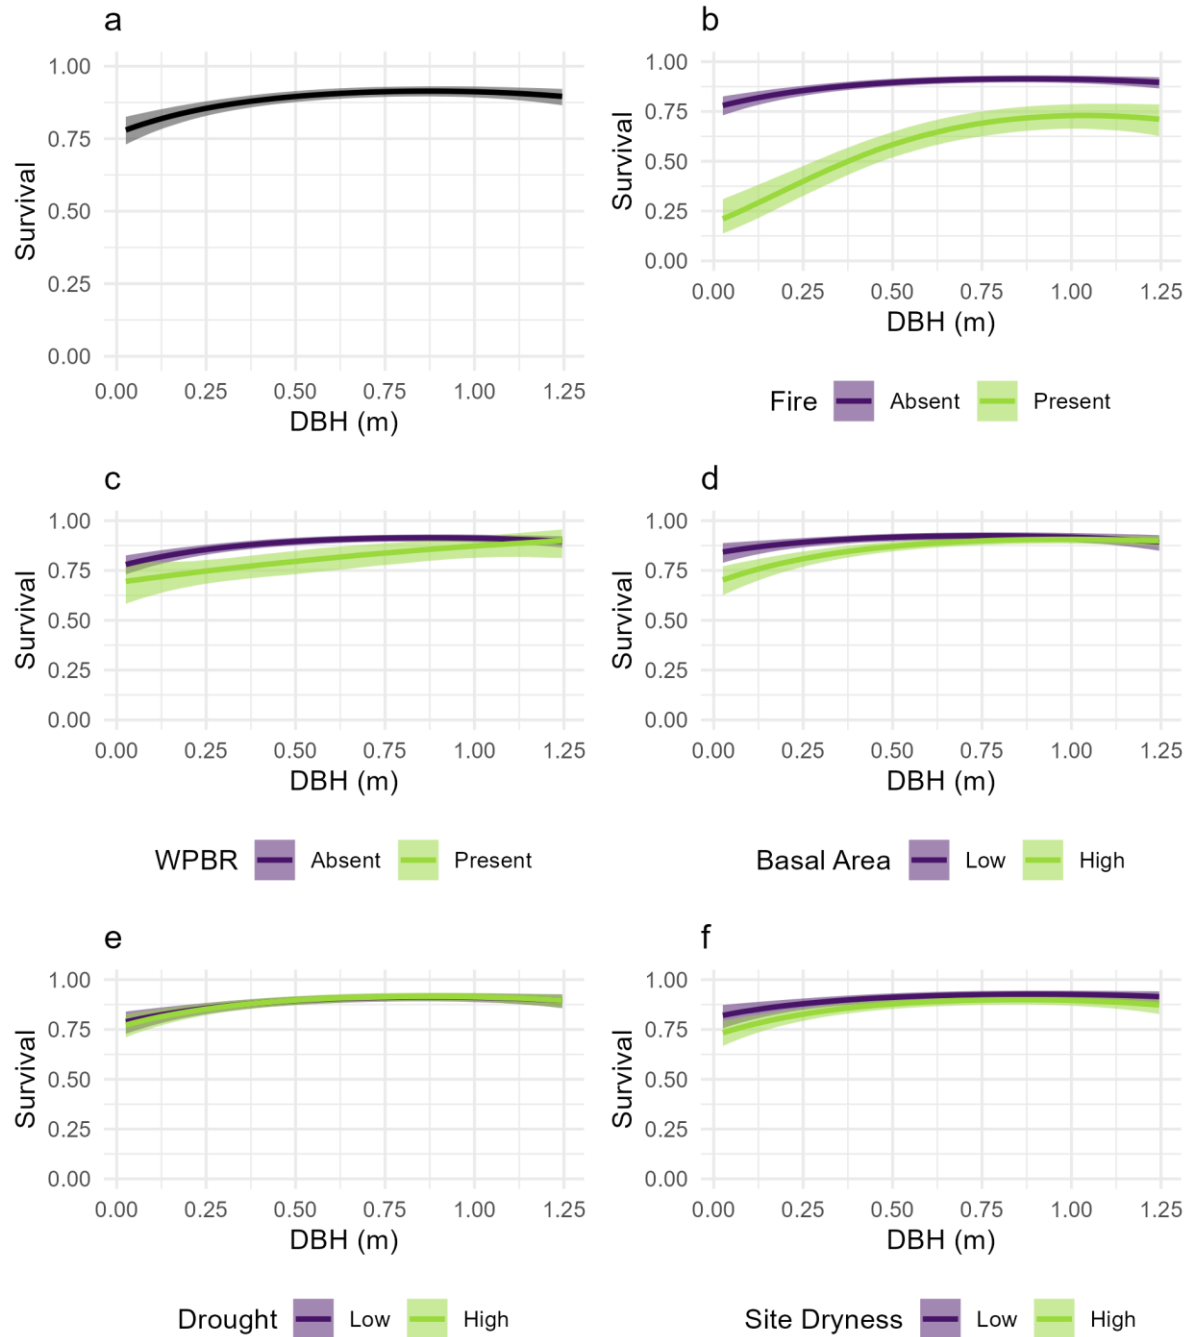 a
1.00
0.75
0.50
0.25
0.00
Survival
0.00 0.25 0.50 0.75 1.00 1.25
DBH (m)
b
1.00
0.75
0.50
0.25
0.00
Survival
0.00 0.25 0.50 0.75 1.00 1.25
DBH (m)
Fire Absent Present
c
1.00
0.75
0.50
0.25
0.00
Survival
0.00 0.25 0.50 0.75 1.00 1.25
DBH (m)
WPBR Absent Present
d
1.00
0.75
0.50
0.25
0.00
Survival
0.00 0.25 0.50 0.75 1.00 1.25
DBH (m)
Basal Area Low High
e
1.00
0.75
0.50
0.25
0.00
Survival
0.00 0.25 0.50 0.75 1.00 1.25
DBH (m)
Drought Low High
f
1.00
0.75
0.50
0.25
0.00
Survival
0.00 0.25 0.50 0.75 1.00 1.25
DBH (m)
Site Dryness Low High